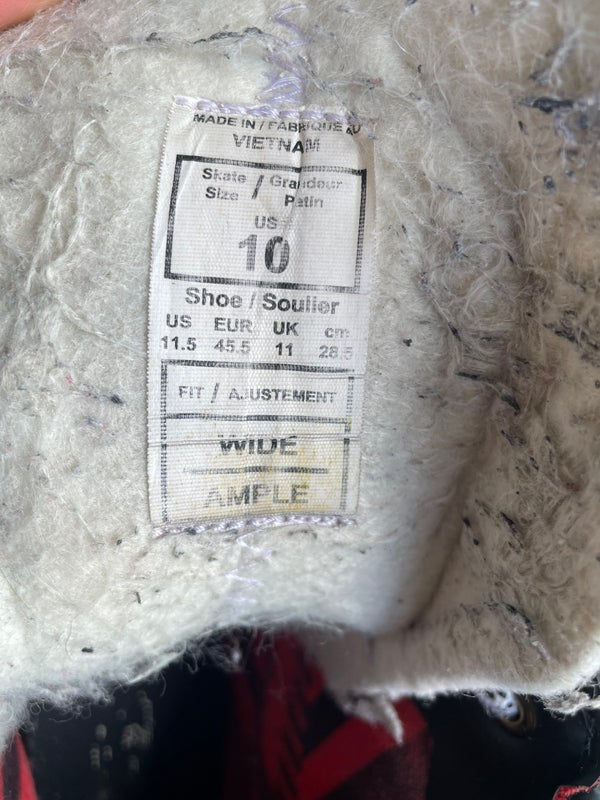 MADE IN / FABRIQUE AU
VIETNAM
Skate / Grandeur
Size / Patin
US
10
Shoe / Soulier
US EUR UK cm
11.5 45.5 11 28.5
FIT / AJUSTEMENT
WIDE
AMPLE